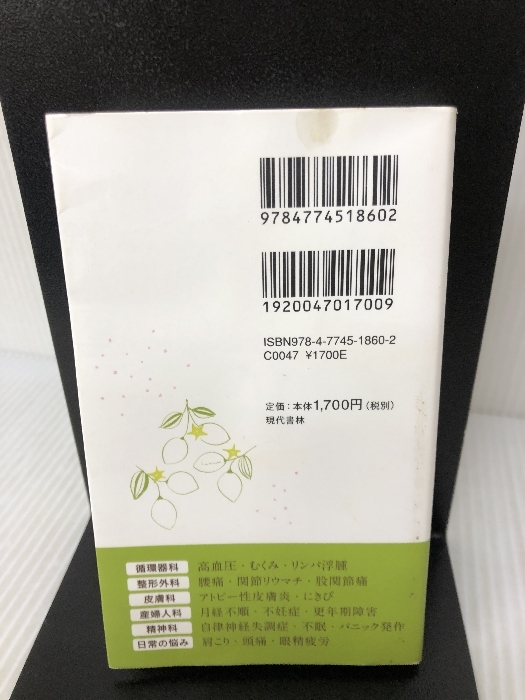 9784774518602
1920047017009
ISBN978-4-7745-1860-2
C0047 ¥1700E
定価:本体1,700円(税別)
現代書林
循環器科 高血圧・むくみ・リンパ浮腫
整形外科 腰痛・関節リウマチ・股関節痛
皮膚科 アトピー性皮膚炎・にきび
産婦人科 月経不順・不妊症・更年期障害
精神科 自律神経失調症・不眠・パニック発作
日常の悩み 肩こり・頭痛・眼精疲労